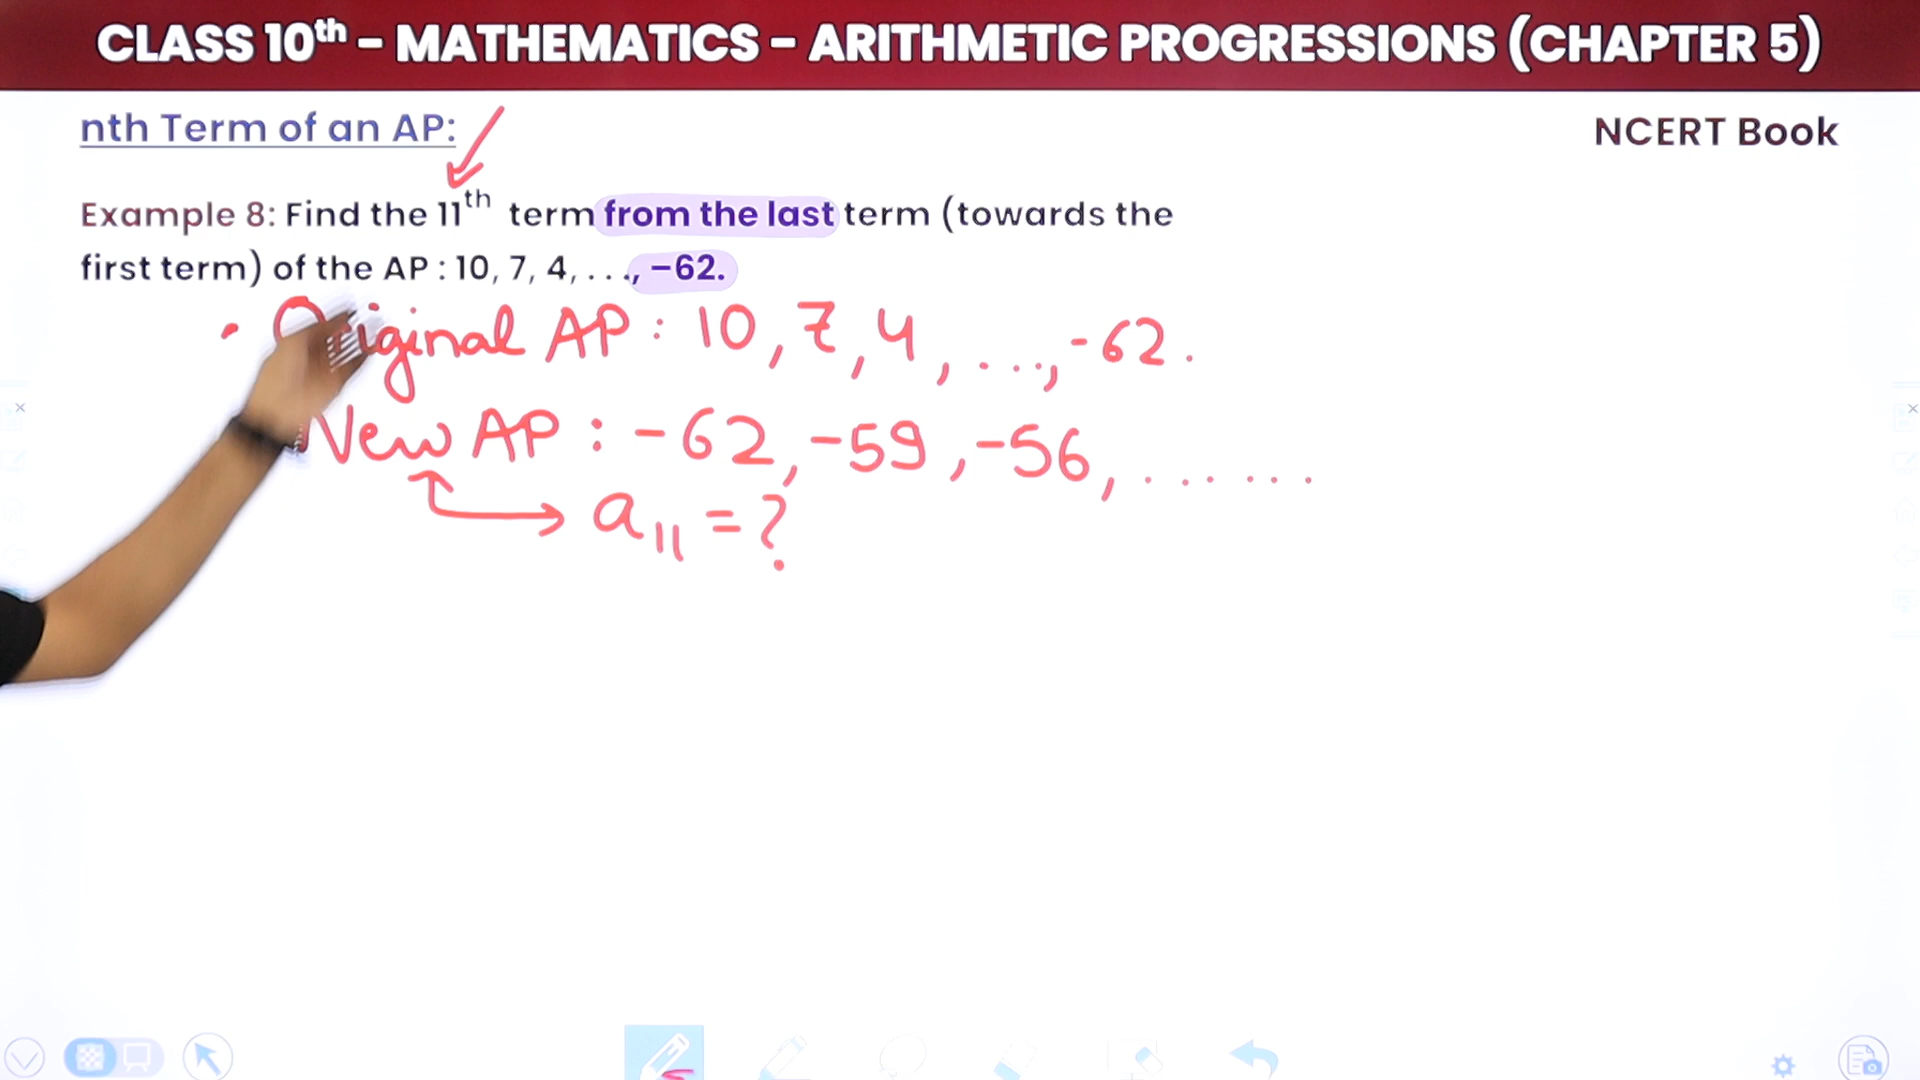 CLASS 10th - MATHEMATICS - ARITHMETIC PROGRESSIONS (CHAPTER 5)
nth Term of an AP:
NCERT Book
Example 8: Find the 11th term from the last term (towards the
first term) of the AP : 10, 7, 4, . . ., −62.
• Original AP : 10, 7, 4, ..., -62.
New AP : -62, -59, -56, ......
a11 = ?